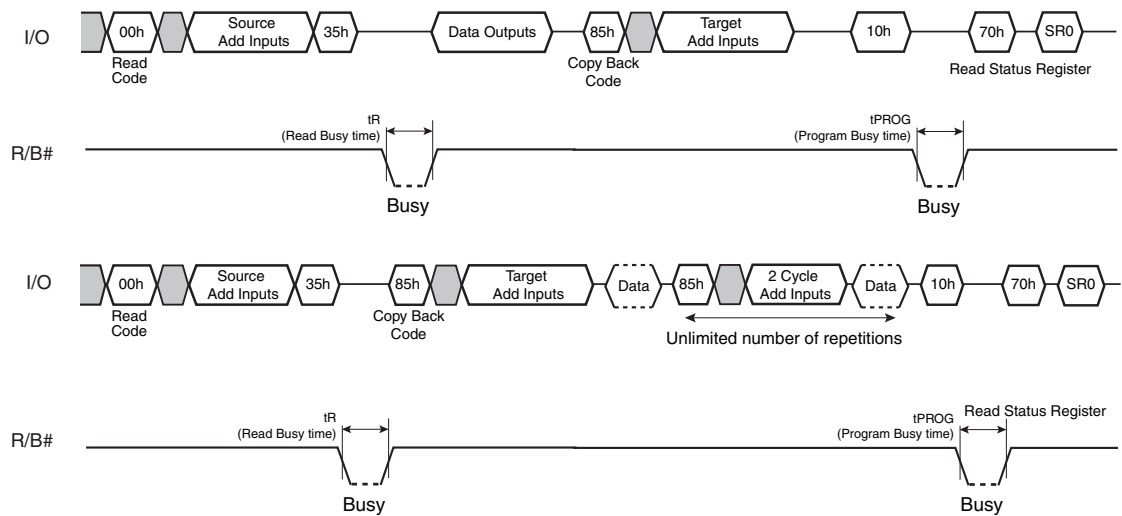 I/O
00h
Source
Add Inputs
35h
Data Outputs
85h
Target
Add Inputs
10h
70h
SR0
Read
Code
Copy Back
Code
Read Status Register
R/B#
tR
(Read Busy time)
Busy
tPROG
(Program Busy time)
Busy
I/O
00h
Source
Add Inputs
35h
85h
Target
Add Inputs
Data
85h
2 Cycle
Add Inputs
Data
10h
70h
SR0
Read
Code
Copy Back
Code
Unlimited number of repetitions
R/B#
tR
(Read Busy time)
Busy
tPROG
(Program Busy time)
Read Status Register
Busy